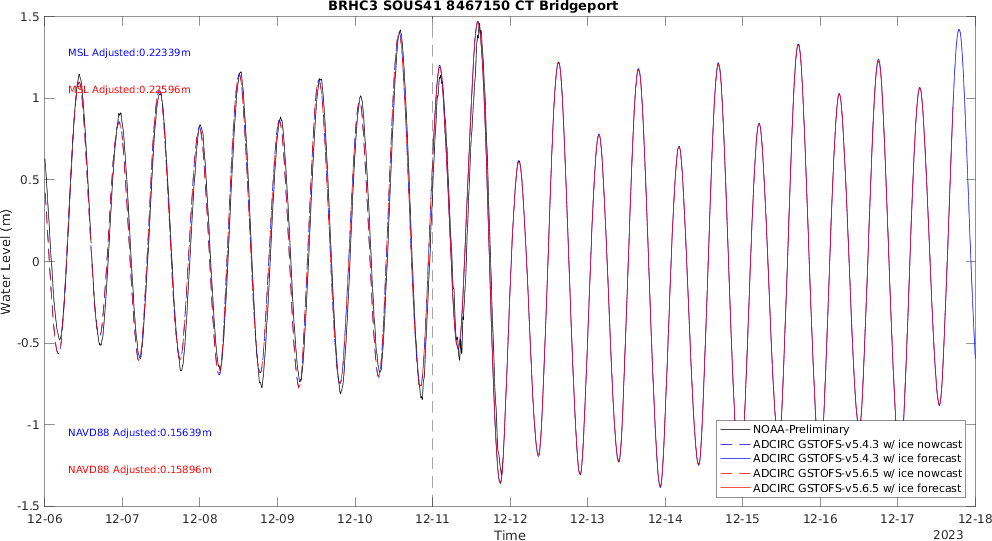 BRHC3 SOUS41 8467150 CT Bridgeport
1.5
MSL Adjusted:0.22339m
1
MSL Adjusted:0.22596m
0.5
Water Level (m)
0
-0.5
-1
NAVD88 Adjusted:0.15639m
NAVD88 Adjusted:0.15896m
NOAA-Preliminary
ADCIRC GSTOFS-v5.4.3 w/ ice nowcast
ADCIRC GSTOFS-v5.4.3 w/ ice forecast
ADCIRC GSTOFS-v5.6.5 w/ ice nowcast
ADCIRC GSTOFS-v5.6.5 w/ ice forecast
-1.5
12-06 12-07 12-08 12-09 12-10 12-11 12-12 12-13 12-14 12-15 12-16 12-17 12-18
Time
2023